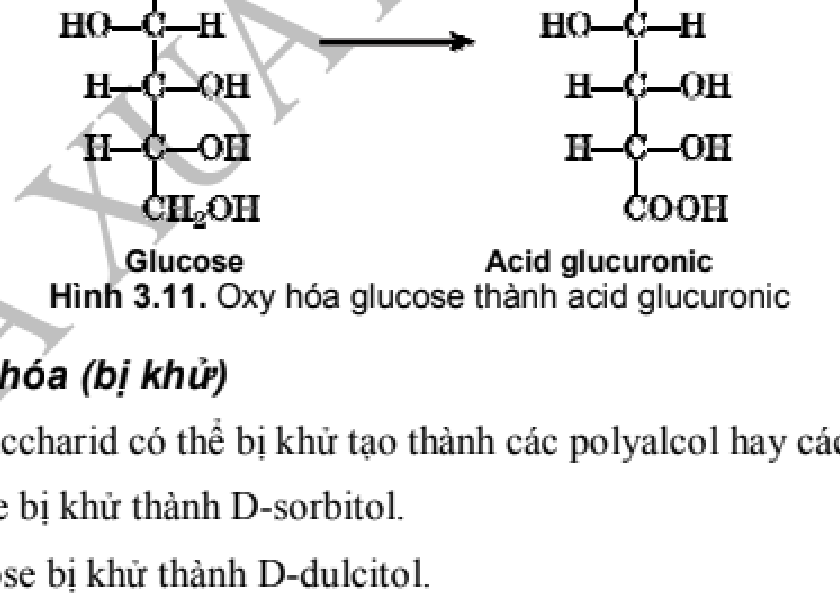 HO—C—H HO—C—H
H—C—OH H—C—OH
H—C—OH H—C—OH
CH₂OH COOH
Glucose Acid glucuronic
Hình 3.11. Oxy hóa glucose thành acid glucuronic
hóa (bị khử)
ccharid có thể bị khử tạo thành các polyalcol hay các
e bị khử thành D-sorbitol.
ose bị khử thành D-dulcitol.